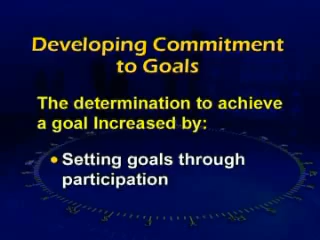 Developing Commitment
to Goals
The determination to achieve
a goal Increased by:
• Setting goals through
participation